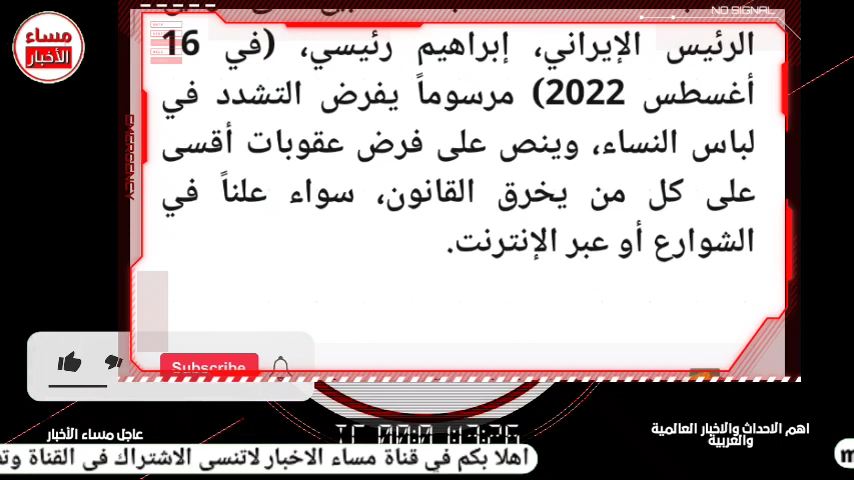 NO SIGNAL
مساء
الأخبار
الرئيس الإيراني، إبراهيم رئيسي، (في 16
أغسطس 2022) مرسوماً يفرض التشدد في
لباس النساء، وينص على فرض عقوبات أقسى
على كل من يخرق القانون، سواء علناً في
الشوارع أو عبر الإنترنت.
EMERGENCY
Subscribe
عاجل مساء الأخبار
اهم الاحداث والاخبار العالمية
والعربية
اهلا بكم في قناة مساء الاخبار لاتنسى الاشتراك في القناة